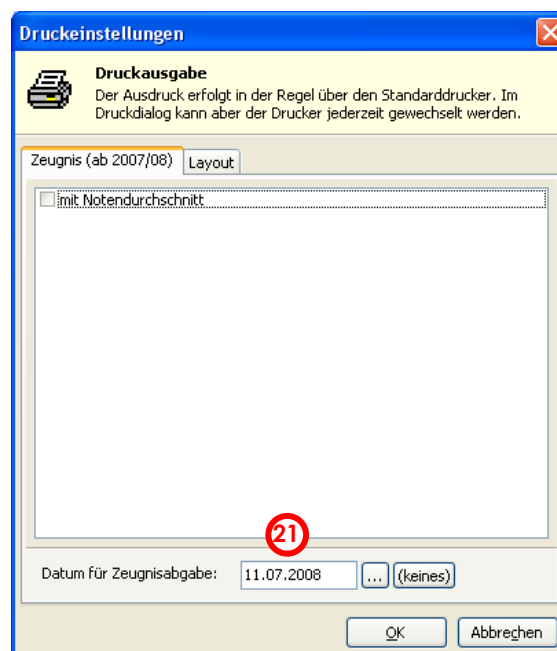 Druckeinstellungen
Druckausgabe
Der Ausdruck erfolgt in der Regel über den Standarddrucker. Im
Druckdialog kann aber der Drucker jederzeit gewechselt werden.
Zeugnis (ab 2007/08) Layout
mit Notendurchschnitt
21
Datum für Zeugnisabgabe: 11.07.2008 ... (keines)
OK Abbrechen